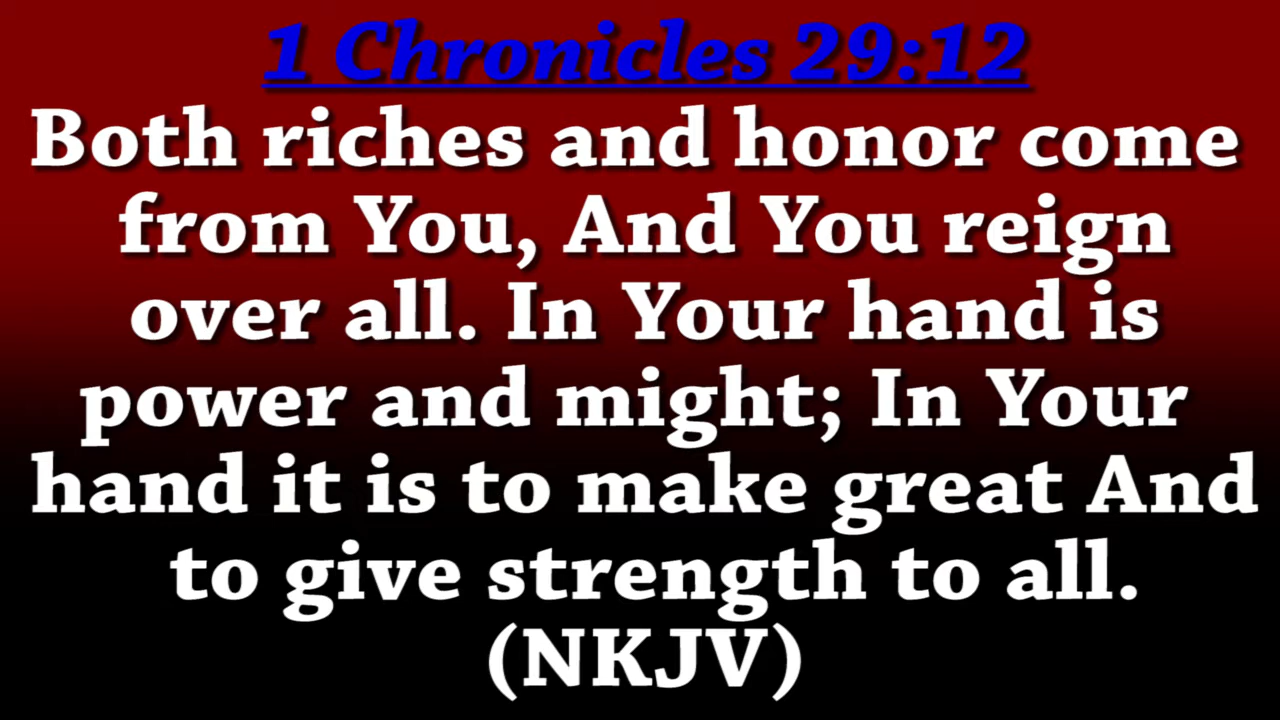 1 Chronicles 29:12
Both riches and honor come
from You, And You reign
over all. In Your hand is
power and might; In Your
hand it is to make great And
to give strength to all.
(NKJV)